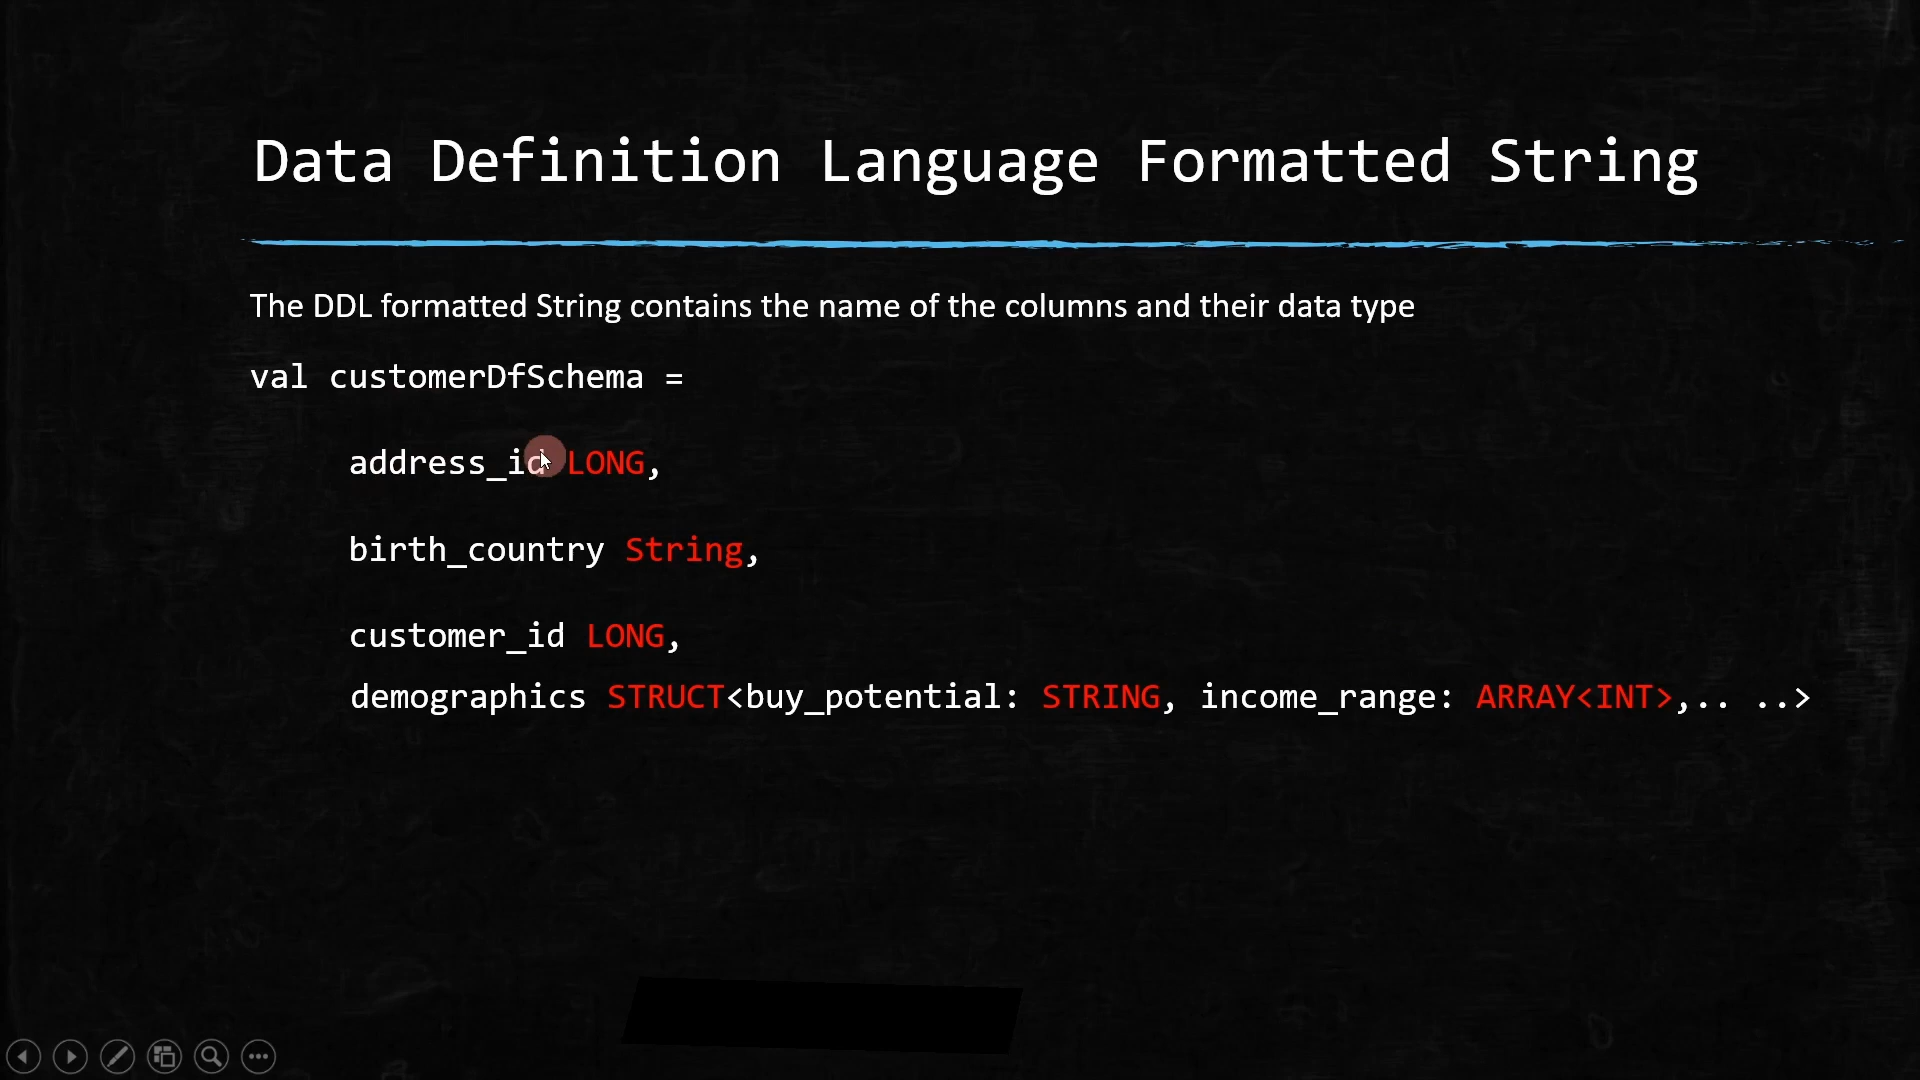 Data Definition Language Formatted String
The DDL formatted String contains the name of the columns and their data type
val customerDfSchema =
address_id LONG,
birth_country String,
customer_id LONG,
demographics STRUCT<buy_potential: STRING, income_range: ARRAY<INT>,.. ..>